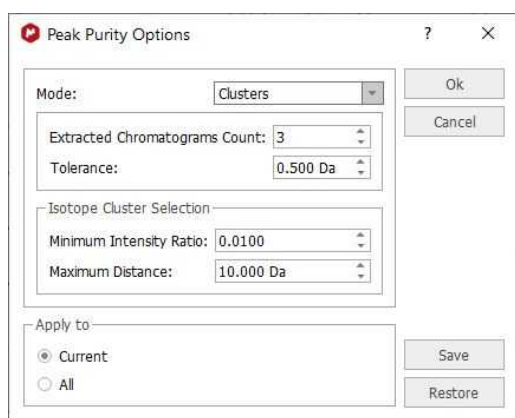 Peak Purity Options
?
Mode: Clusters
Ok
Cancel
Extracted Chromatograms Count: 3
Tolerance: 0.500 Da
Isotope Cluster Selection
Minimum Intensity Ratio: 0.0100
Maximum Distance: 10.000 Da
Apply to
Current
All
Save
Restore